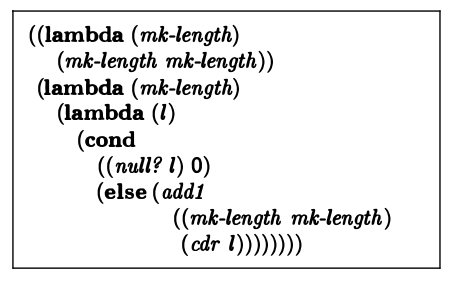 ((lambda (mk-length)
(mk-length mk-length))
(lambda (mk-length)
(lambda (l)
(cond
((null? l) 0)
(else (add1
((mk-length mk-length)
(cdr l))))))))